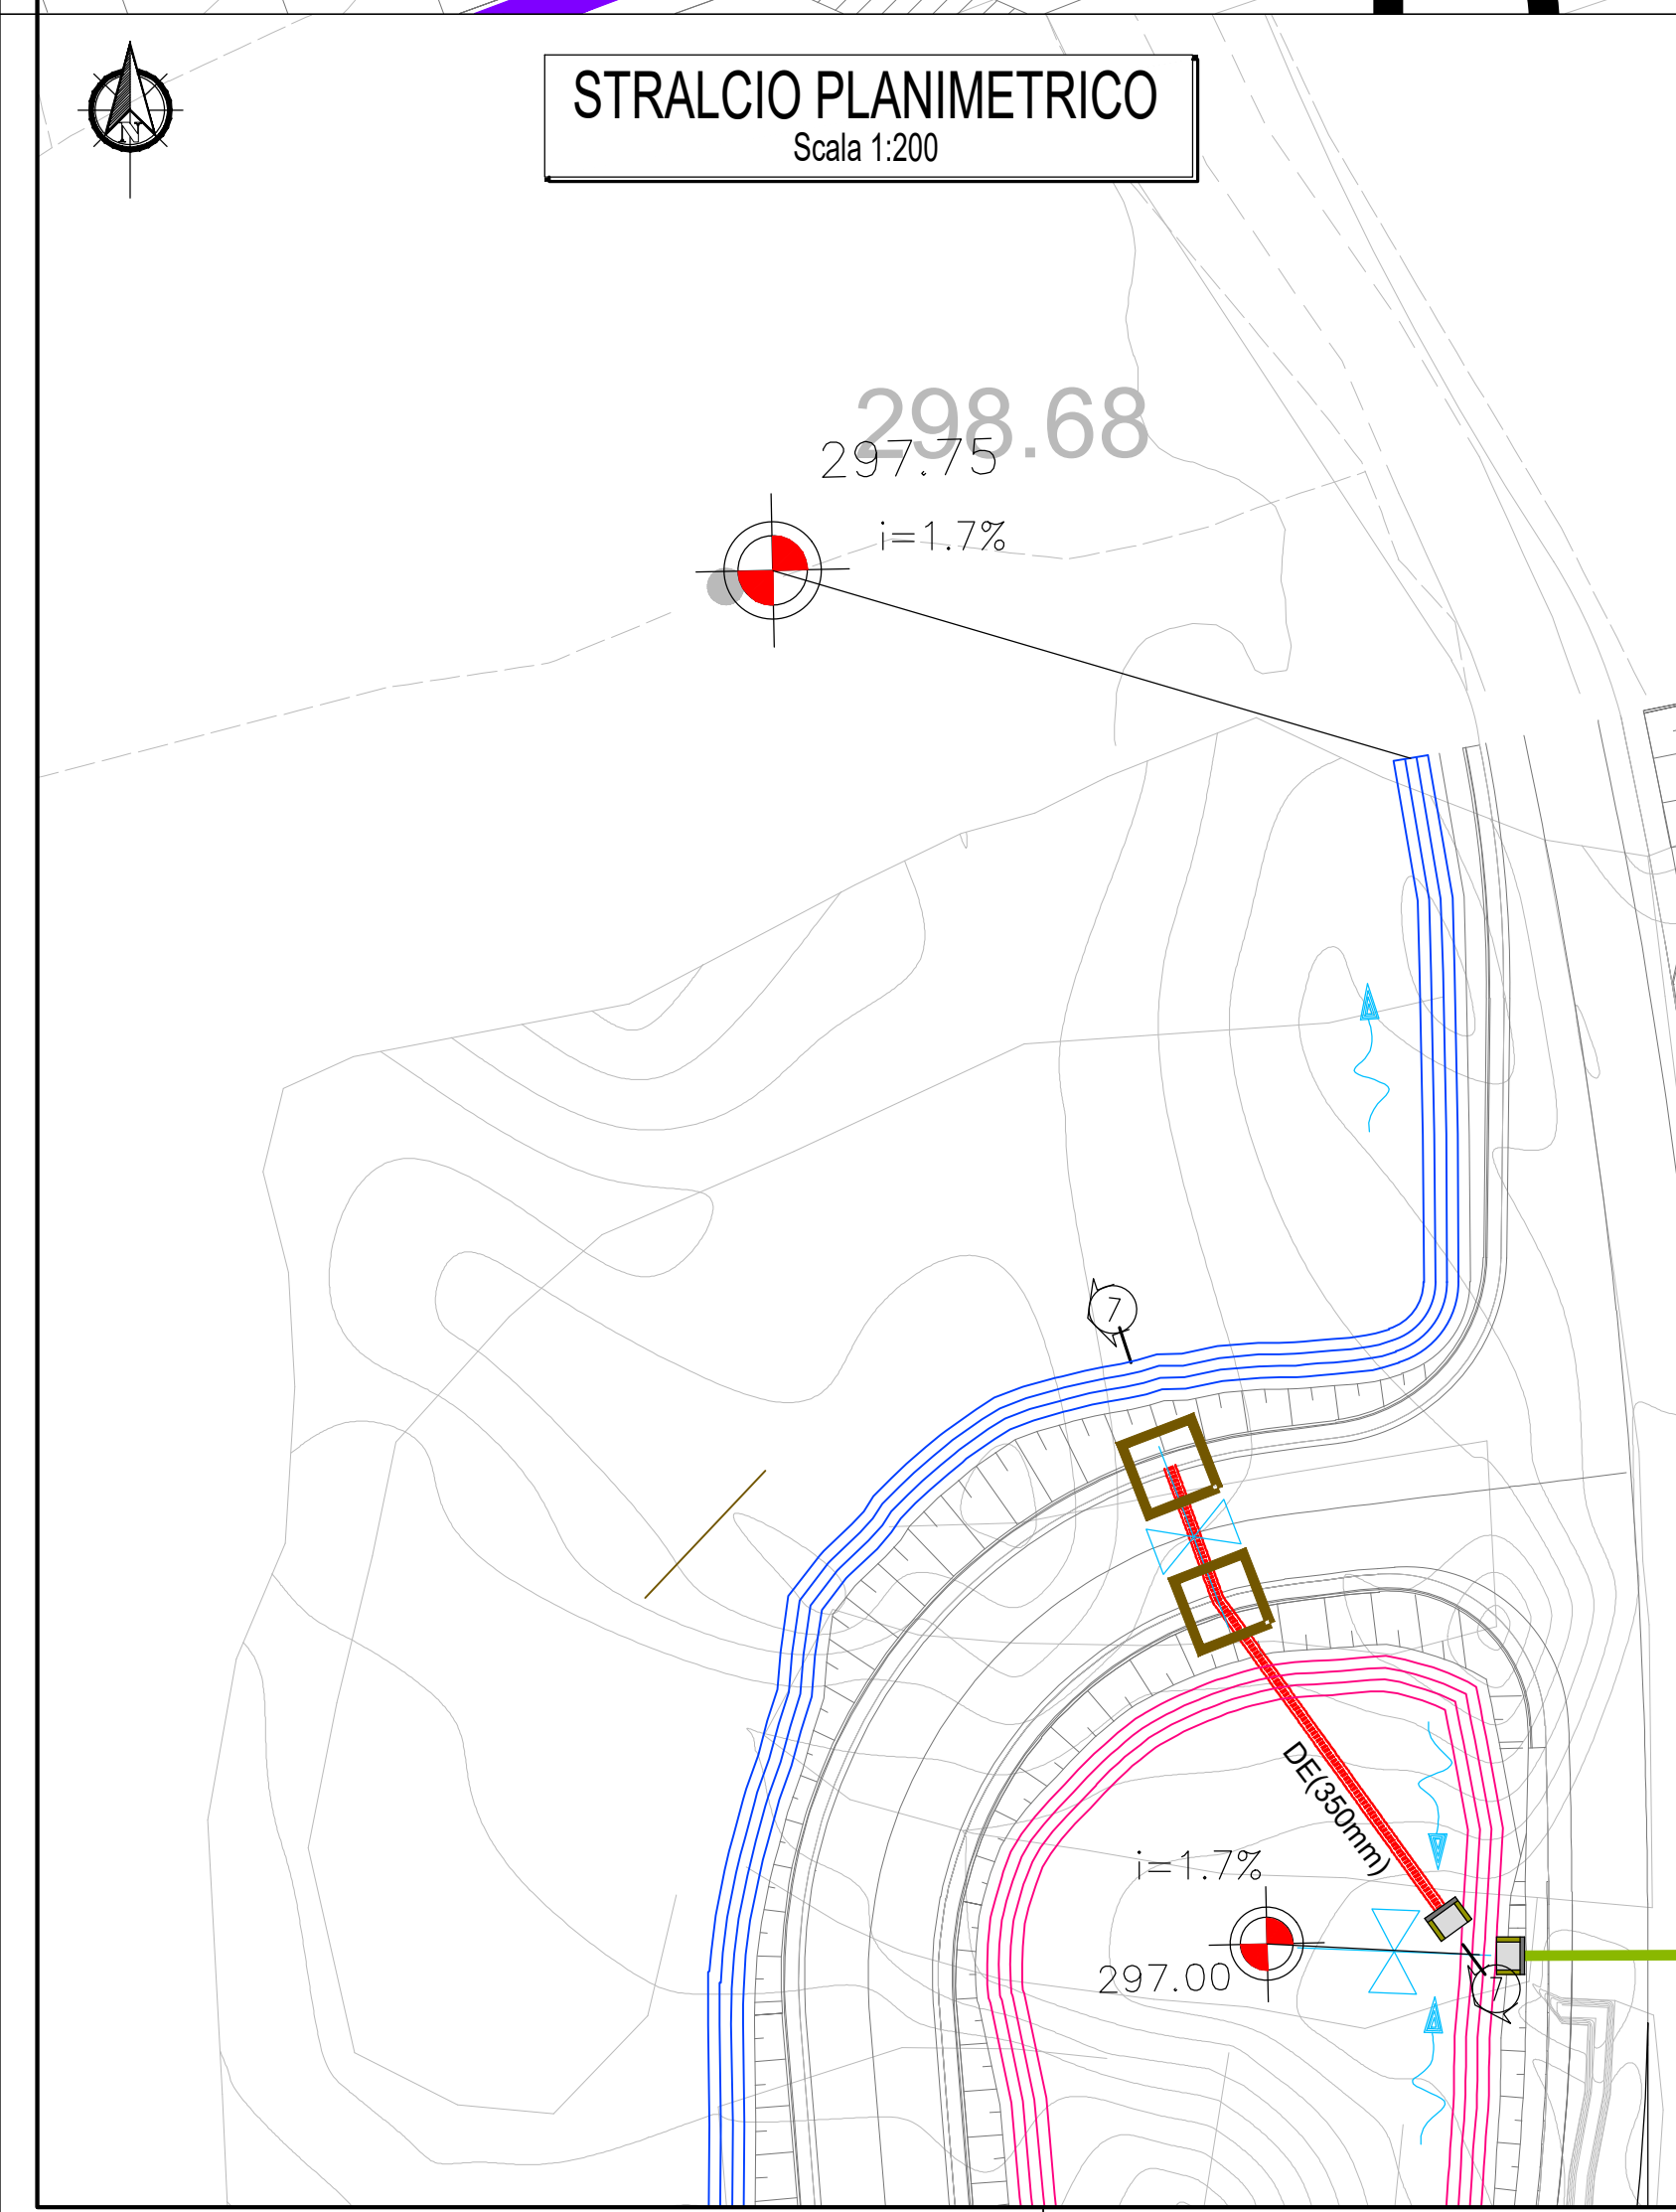 STRALCIO PLANIMETRICO
Scala 1:200
N
298.68
297.75
i=1.7%
7
DE(350mm)
i=1.7%
297.00
7